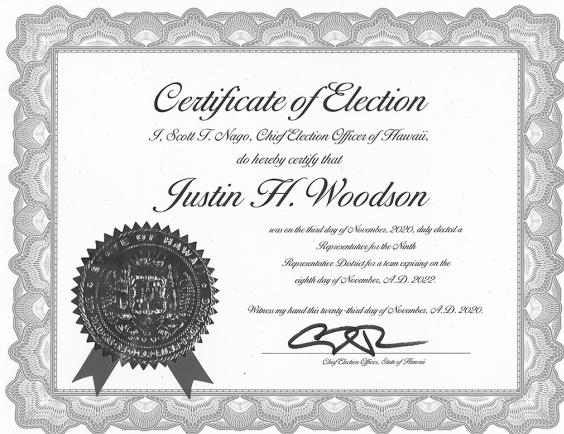 Certificate of Election
I, Scott T. Nago, Chief Election Officer of Hawaii,
do hereby certify that
Justin H. Woodson
was on the third day of November, 2020, duly elected a
Representative for the Ninth
Representative District for a term expiring on the
eighth day of November, A.D. 2022.
Witness my hand this twenty-third day of November, A.D. 2020.
Chief Election Officer, State of Hawaii
STATE OF HAWAII